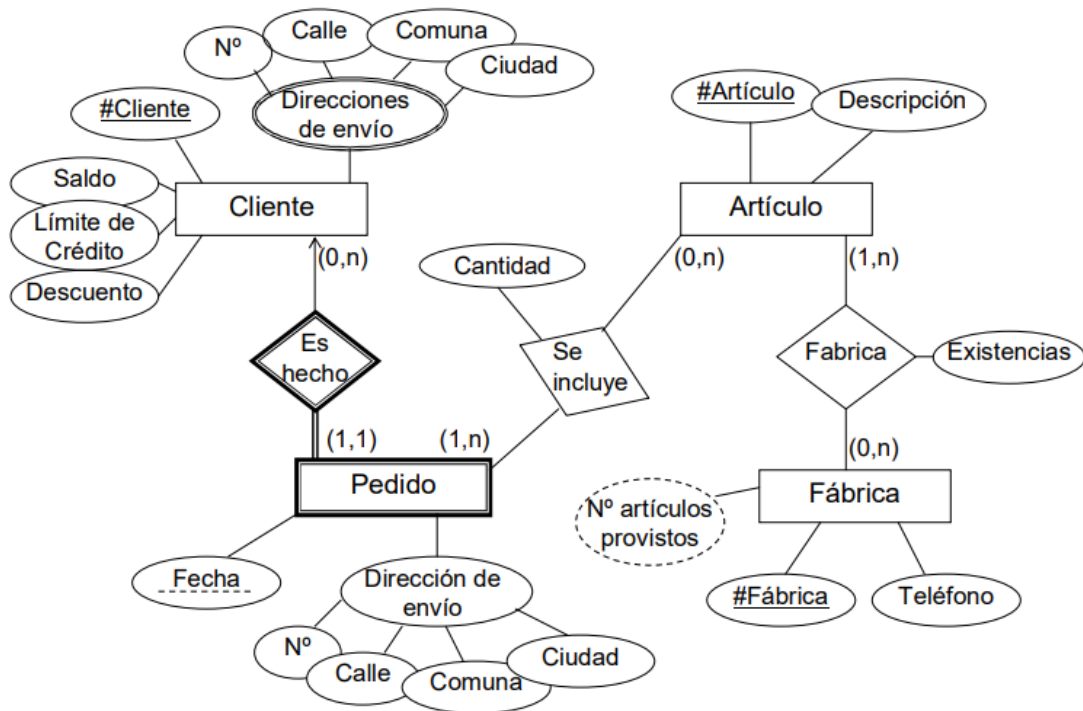 Nº
Calle
Comuna
Ciudad
Direcciones
de envío
#Cliente
Saldo
Límite de
Crédito
Descuento
Cliente
(0,n)
#Artículo
Descripción
Artículo
(0,n)
(1,n)
Cantidad
Es
hecho
Se
incluye
Fabrica
Existencias
(1,1)
(1,n)
(0,n)
Pedido
Fábrica
Nº artículos
provistos
Fecha
Dirección de
envío
Nº
Calle
Comuna
Ciudad
#Fábrica
Teléfono